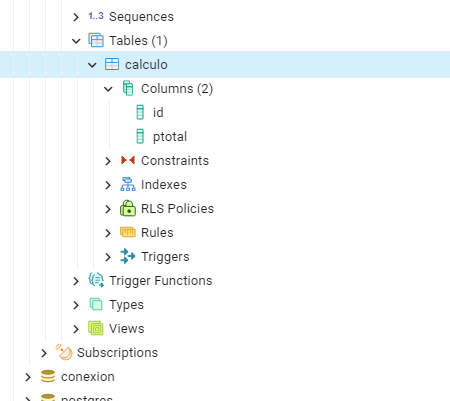 1..3 Sequences
Tables (1)
calculo
Columns (2)
id
ptotal
Constraints
Indexes
RLS Policies
Rules
Triggers
Trigger Functions
Types
Views
Subscriptions
conexion
postgres